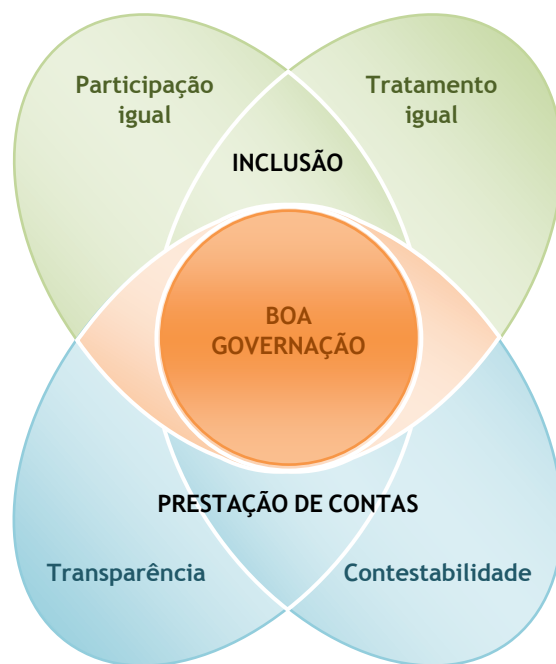 Participação
igual
Tratamento
igual
INCLUSÃO
BOA
GOVERNAÇÃO
PRESTAÇÃO DE CONTAS
Transparência
Contestabilidade